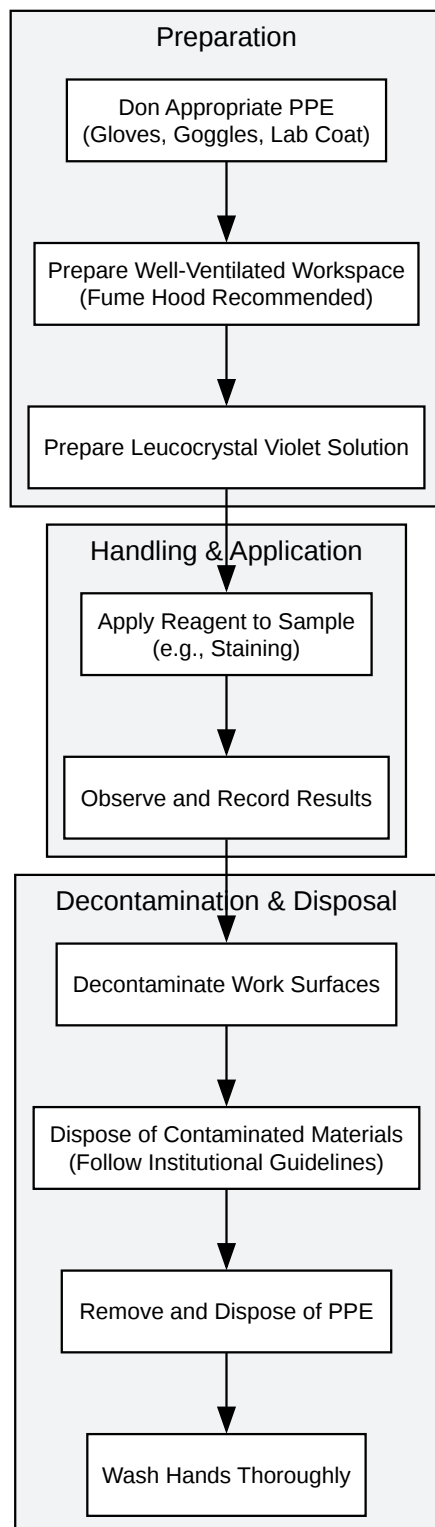 Preparation
Don Appropriate PPE
(Gloves, Goggles, Lab Coat)
Prepare Well-Ventilated Workspace
(Fume Hood Recommended)
Prepare Leucocrystal Violet Solution
Handling & Application
Apply Reagent to Sample
(e.g., Staining)
Observe and Record Results
Decontamination & Disposal
Decontaminate Work Surfaces
Dispose of Contaminated Materials
(Follow Institutional Guidelines)
Remove and Dispose of PPE
Wash Hands Thoroughly